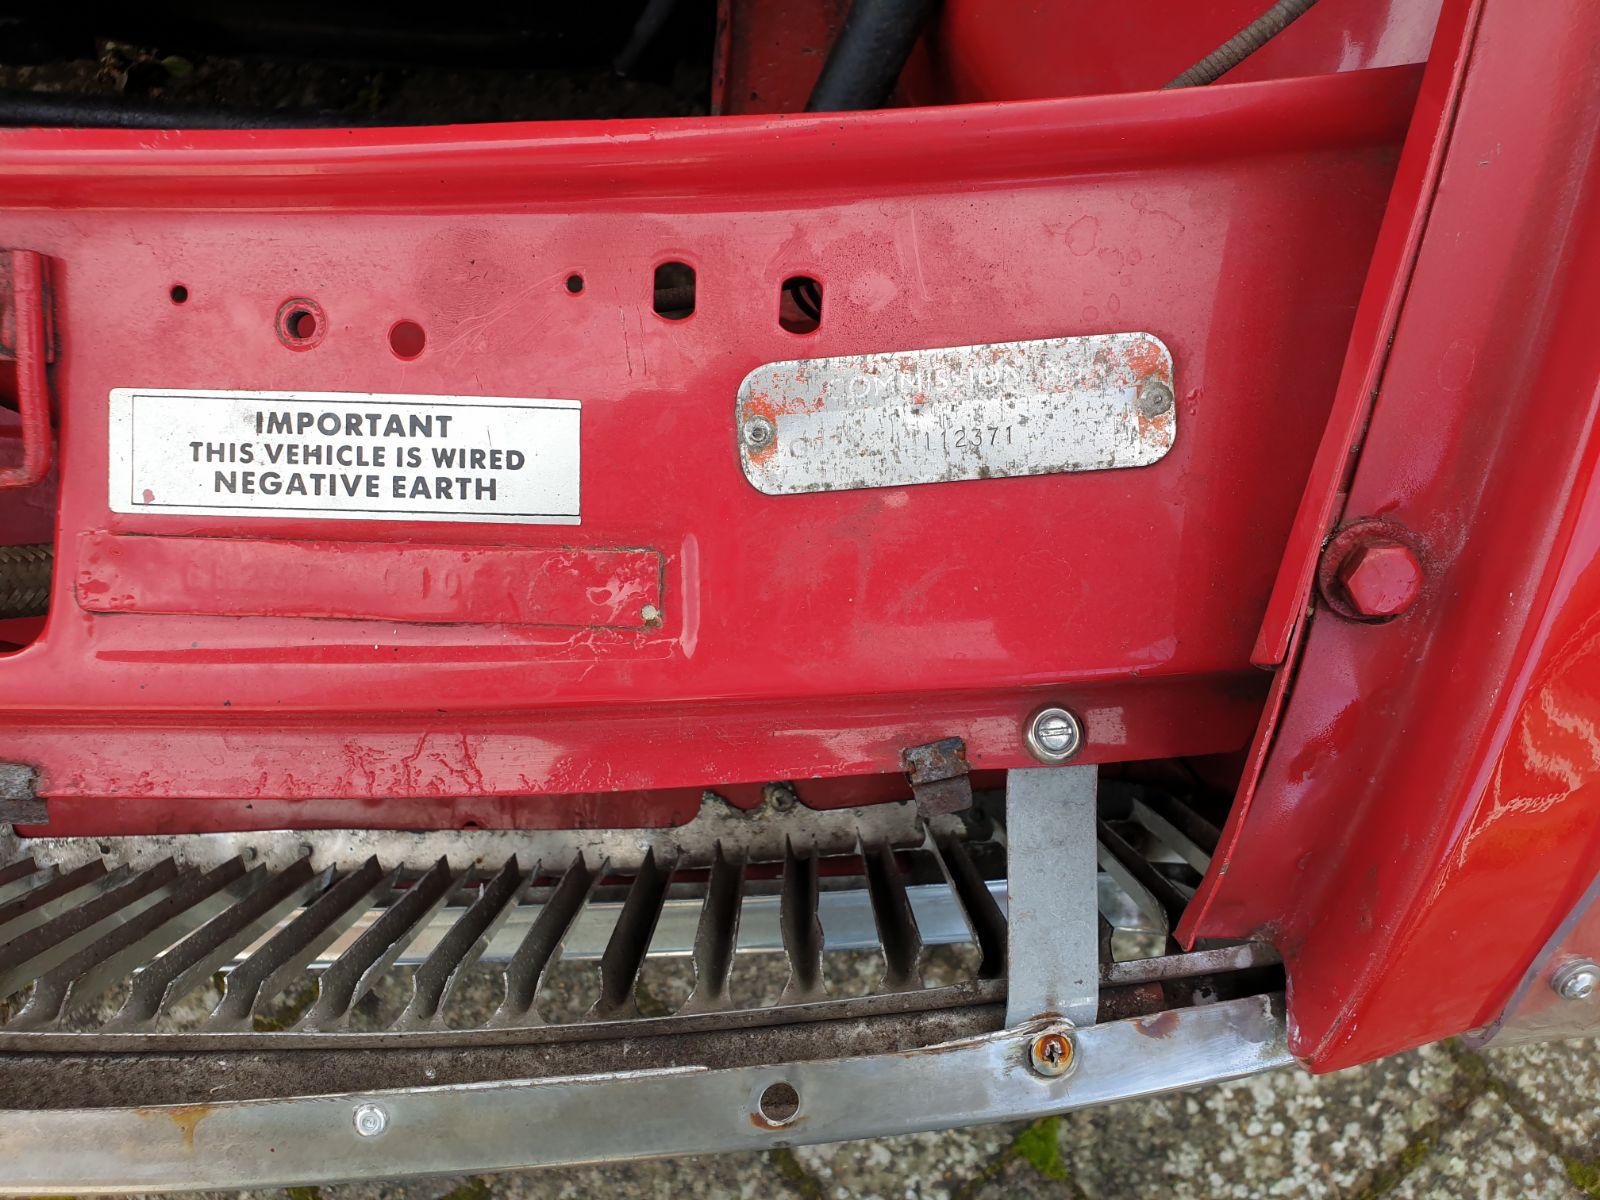 IMPORTANT
THIS VEHICLE IS WIRED
NEGATIVE EARTH
COMMISSION No.
112371